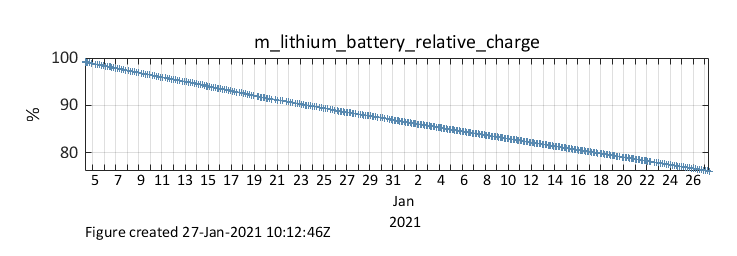 m_lithium_battery_relative_charge
100
90
80
%
5 7 9 11 13 15 17 19 21 23 25 27 29 31 2 4 6 8 10 12 14 16 18 20 22 24 26
Jan
2021
Figure created 27-Jan-2021 10:12:46Z